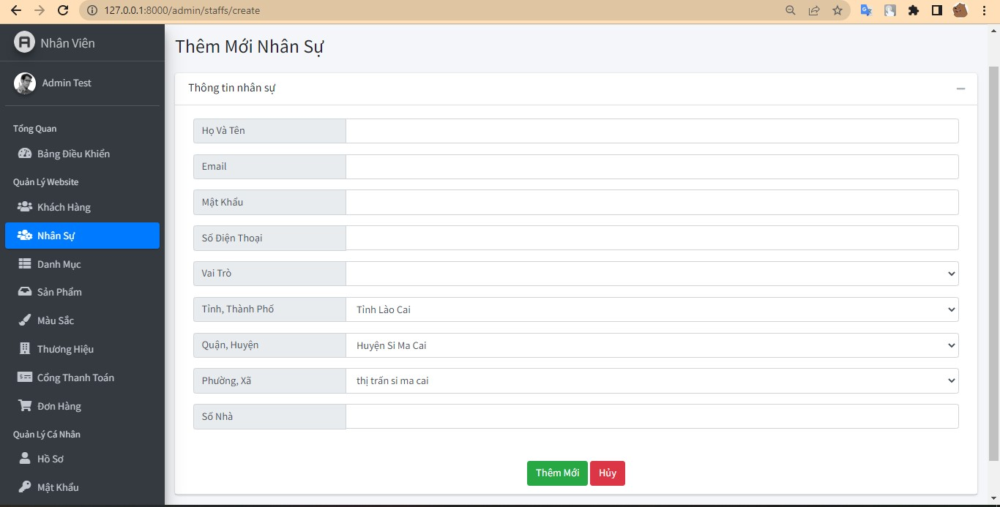 127.0.0.1:8000/admin/staffs/create
Nhân Viên
Admin Test
Tổng Quan
Bảng Điều Khiển
Quản Lý Website
Khách Hàng
Nhân Sự
Danh Mục
Sản Phẩm
Màu Sắc
Thương Hiệu
Cổng Thanh Toán
Đơn Hàng
Quản Lý Cá Nhân
Hồ Sơ
Mật Khẩu
Thêm Mới Nhân Sự
Thông tin nhân sự
Họ Và Tên
Email
Mật Khẩu
Số Điện Thoại
Vai Trò
Tỉnh, Thành Phố Tỉnh Lào Cai
Quận, Huyện Huyện Si Ma Cai
Phường, Xã thị trấn si ma cai
Số Nhà
Thêm Mới Hủy